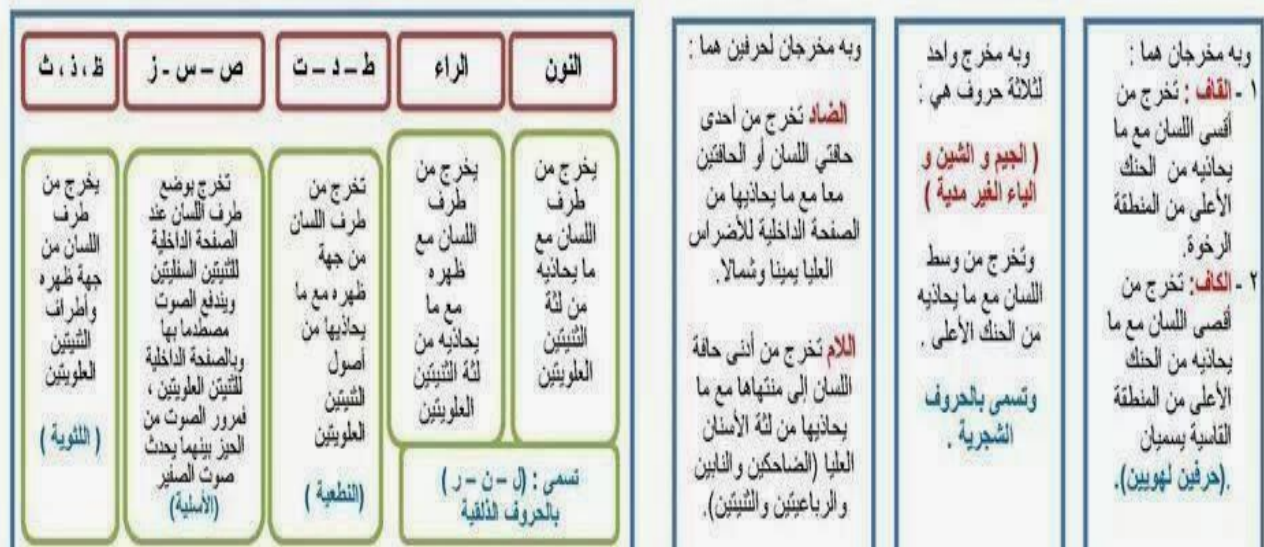 وبه مخرجان هما :
١ - القاف : تخرج من
أقسى اللسان مع ما
يحاذيه من الحنك
الأعلى من المنطقة
الرخوة.
٢ - الكاف: تخرج من
أقصى اللسان مع ما
يحاذيه من الحنك
الأعلى من المنطقة
القاسية يسميان
.(حرفين لهويين).
وبه مخرج واحد
لثلاثة حروف هي :
( الجيم و الشين و
الياء الغير مدية )
وتخرج من وسط
اللسان مع ما يحاذيه
من الحنك الأعلى .
وتسمى بالحروف
الشجرية .
وبه مخرجان لحرفين هما :
الضاد تخرج من احدى
حافتي اللسان أو الحافتين
معا مع ما يحاذيها من
الصفحة الداخلية للأضراس
العليا يمينا وشمالا.
اللام تخرج من أدنى حافة
اللسان إلى منتهاها مع ما
يحاذيها من لثة الأسنان
العليا (الضاحكين و النابين
و الرباعيتين و الثنيتين).
النون
يخرج من
طرف
اللسان مع
ما يحاذيه
من لثة
الثنيتين
العلويتين
الراء
يخرج من
طرف
اللسان مع
ظهره
مع ما
يحاذيه من
لثة الثنيتين
العلويتين
تسمى : (ل – ن – ر )
بالحروف الذلقية
ط – د – ت
تخرج من
طرف اللسان
من جهة
ظهره مع ما
يحاذيها من
أصول
الثنيتين
العلويتين
(النطعية )
ص – س - ز
تخرج بوضع
طرف اللسان عند
الصفحة الداخلية
للثنيتين السفليتين
ويندفع الصوت
مصطدما بها
وبالصفحة الداخلية
للثنيتن العلويتين ،
فمرور الصوت من
الحيز بينهما يحدث
صوت الصفير
(الأسلية)
ظ ، ذ ، ث
يخرج من
طرف
اللسان من
جهة ظهره
وأطراف
الثنيتين
العلويتين
( اللثوية )